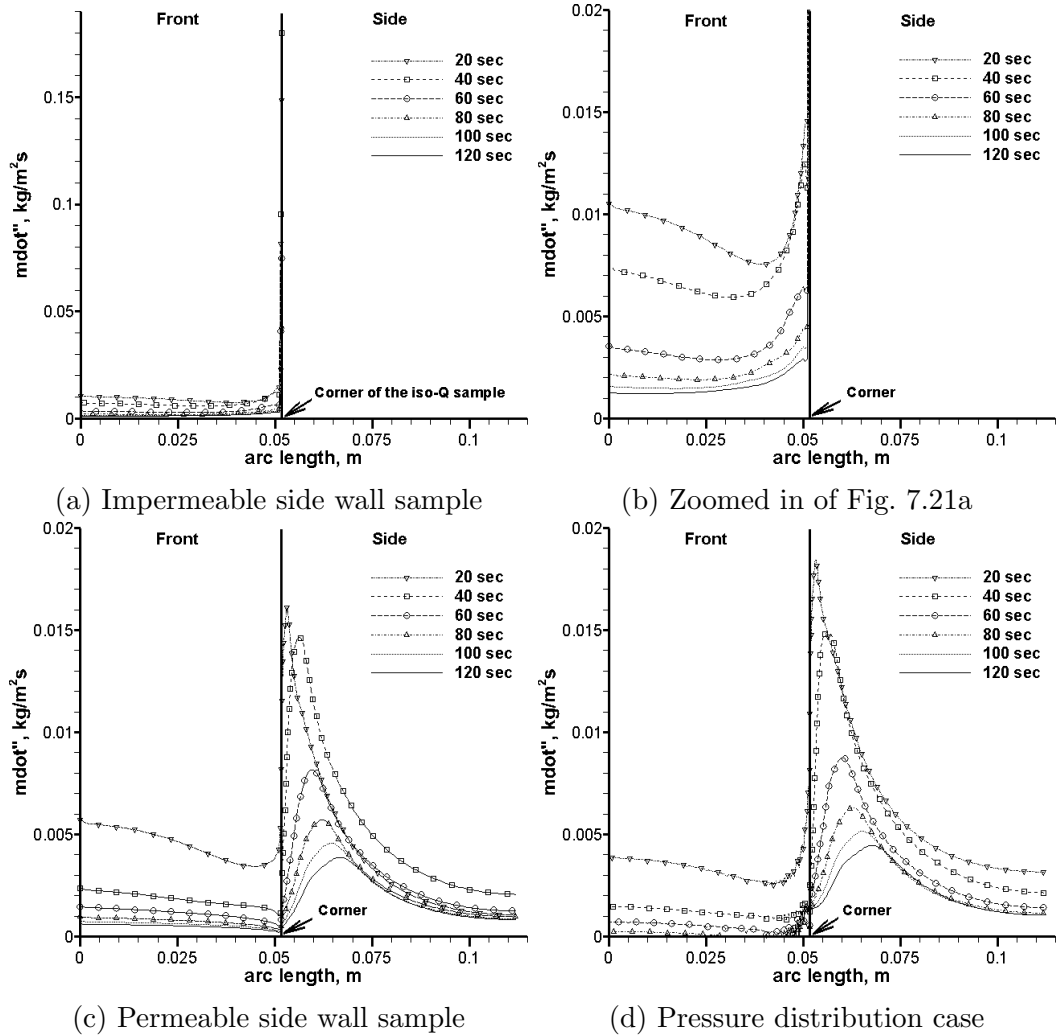 Front Side
20 sec
40 sec
60 sec
80 sec
100 sec
120 sec
0.15
0.1
0.05
0
mdot", kg/m²s
Corner of the iso-Q sample
0 0.025 0.05 0.075 0.1
arc length, m
(a) Impermeable side wall sample
Front Side
20 sec
40 sec
60 sec
80 sec
100 sec
120 sec
0.02
0.015
0.01
0.005
0
mdot", kg/m²s
Corner
0 0.025 0.05 0.075 0.1
arc length, m
(b) Zoomed in of Fig. 7.21a
Front Side
20 sec
40 sec
60 sec
80 sec
100 sec
120 sec
0.02
0.015
0.01
0.005
0
mdot", kg/m²s
Corner
0 0.025 0.05 0.075 0.1
arc length, m
(c) Permeable side wall sample
Front Side
20 sec
40 sec
60 sec
80 sec
100 sec
120 sec
0.02
0.015
0.01
0.005
0
mdot", kg/m²s
Corner
0 0.025 0.05 0.075 0.1
arc length, m
(d) Pressure distribution case